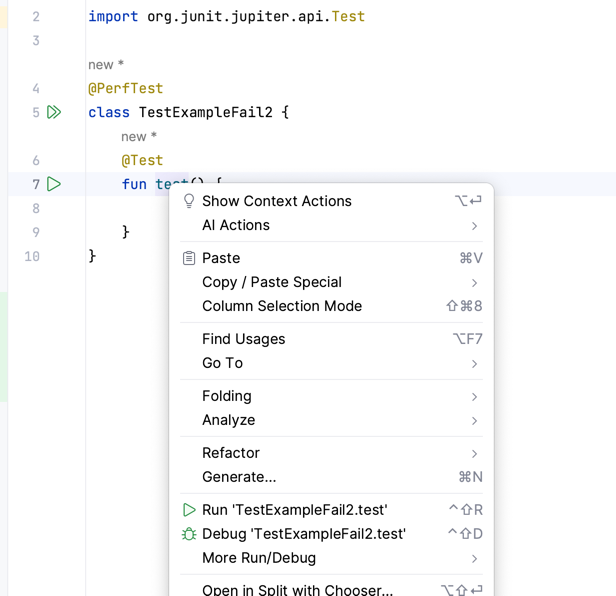 2 import org.junit.jupiter.api.Test
3
new *
4 @PerfTest
5 class TestExampleFail2 {
new *
6 @Test
7 fun test() {
8
Show Context Actions ⌥↩
AI Actions >
9 }
10 }
Paste ⌘V
Copy / Paste Special >
Column Selection Mode ⇧⌘8
Find Usages ⌥F7
Go To >
Folding >
Analyze >
Refactor >
Generate... ⌘N
Run 'TestExampleFail2.test' ^⇧R
Debug 'TestExampleFail2.test' ^⇧D
More Run/Debug >
Open in Split with Chooser... ⌥⇧↩